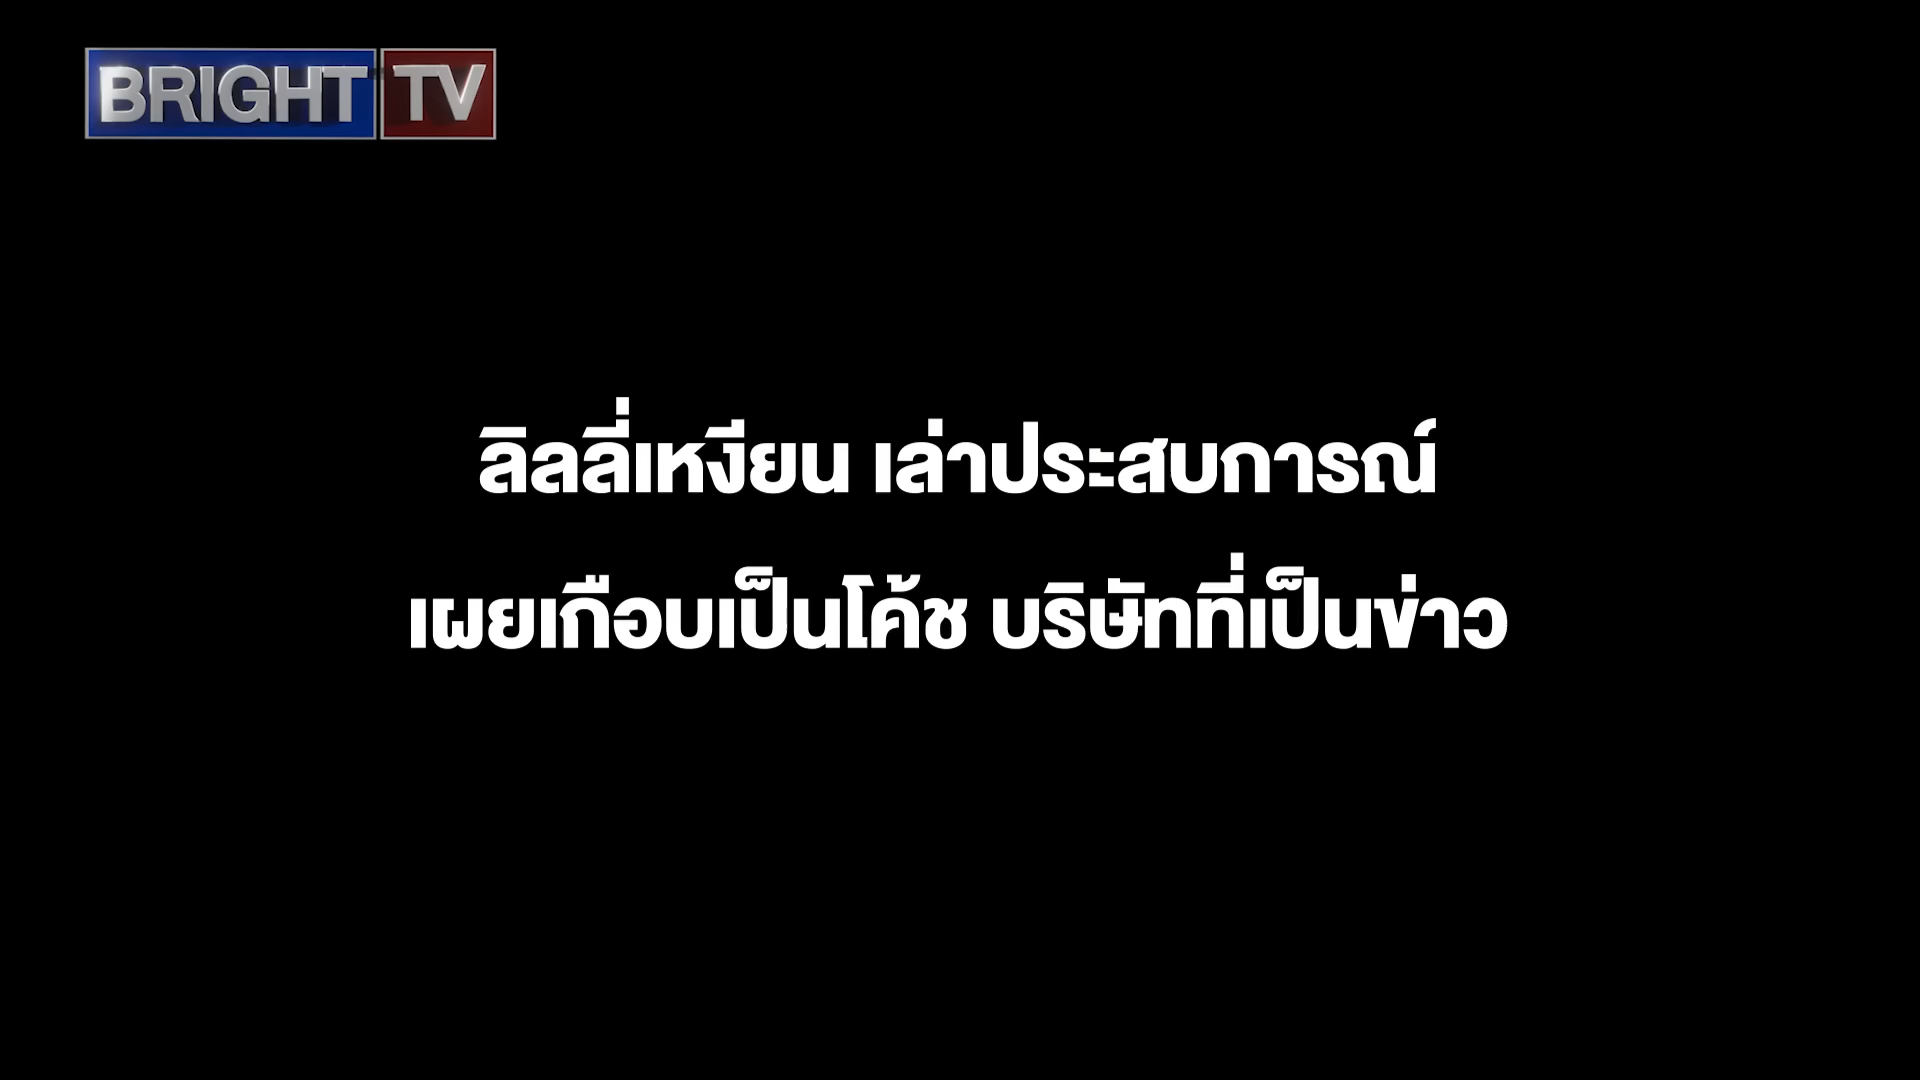 BRIGHT TV
ลิลลี่เหงียน เล่าประสบการณ์
เผยเกือบเป็นโค้ช บริษัทที่เป็นข่าว